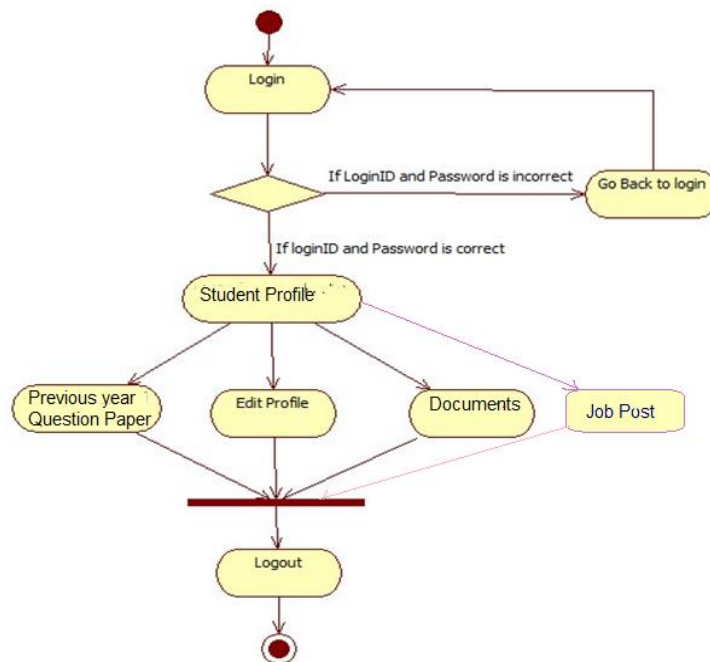 Login
If LoginID and Password is incorrect
Go Back to login
If loginID and Password is correct
Student Profile
Previous year
Question Paper
Edit Profile
Documents
Job Post
Logout